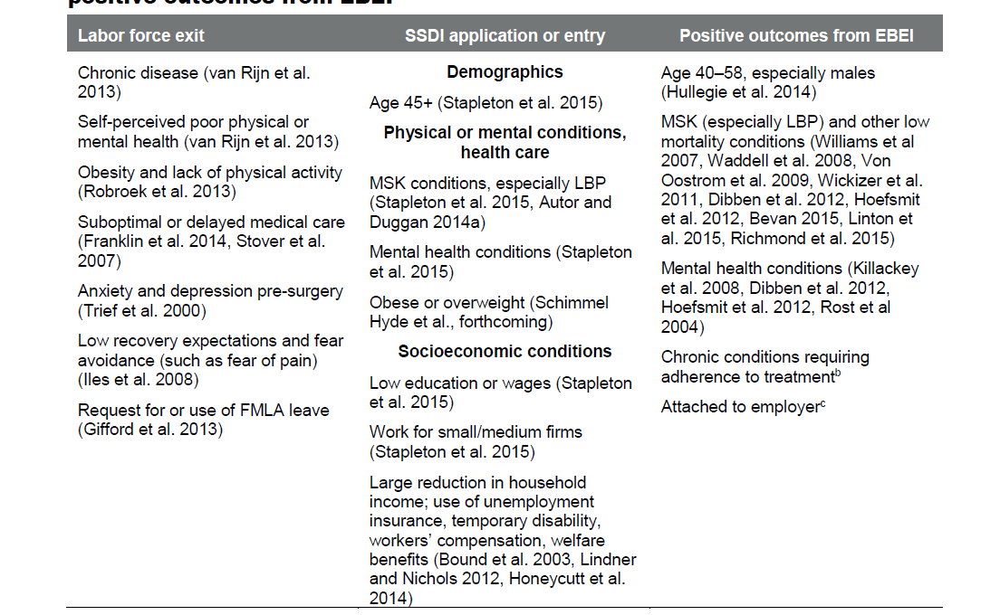 positive outcomes from EBEI
Labor force exit
SSDI application or entry
Positive outcomes from EBEI
Chronic disease (van Rijn et al.
2013)
Self-perceived poor physical or
mental health (van Rijn et al. 2013)
Obesity and lack of physical activity
(Robroek et al. 2013)
Suboptimal or delayed medical care
(Franklin et al. 2014, Stover et al.
2007)
Anxiety and depression pre-surgery
(Trief et al. 2000)
Low recovery expectations and fear
avoidance (such as fear of pain)
(Iles et al. 2008)
Request for or use of FMLA leave
(Gifford et al. 2013)
Demographics
Age 45+ (Stapleton et al. 2015)
Physical or mental conditions,
health care
MSK conditions, especially LBP
(Stapleton et al. 2015, Autor and
Duggan 2014a)
Mental health conditions (Stapleton
et al. 2015)
Obese or overweight (Schimmel
Hyde et al., forthcoming)
Socioeconomic conditions
Low education or wages (Stapleton
et al. 2015)
Work for small/medium firms
(Stapleton et al. 2015)
Large reduction in household
income; use of unemployment
insurance, temporary disability,
workers’ compensation, welfare
benefits (Bound et al. 2003, Lindner
and Nichols 2012, Honeycutt et al.
2014)
Age 40–58, especially males
(Hullegie et al. 2014)
MSK (especially LBP) and other low
mortality conditions (Williams et al
2007, Waddell et al. 2008, Von
Oostrom et al. 2009, Wickizer et al.
2011, Dibben et al. 2012, Hoefsmit
et al. 2012, Bevan 2015, Linton et
al. 2015, Richmond et al. 2015)
Mental health conditions (Killackey
et al. 2008, Dibben et al. 2012,
Hoefsmit et al. 2012, Rost et al
2004)
Chronic conditions requiring
adherence to treatmentᵇ
Attached to employerᶜ